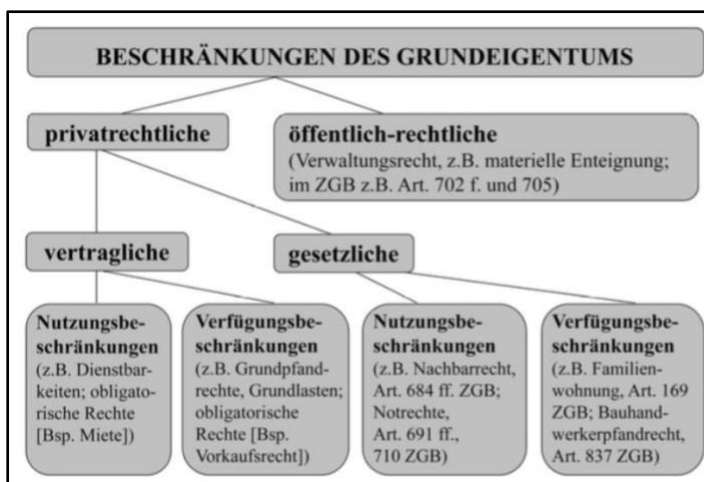 BESCHRÄNKUNGEN DES GRUNDEIGENTUMS
privatrechtliche
öffentlich-rechtliche
(Verwaltungsrecht, z.B. materielle Enteignung;
im ZGB z.B. Art. 702 f. und 705)
vertragliche
gesetzliche
Nutzungsbe-
schränkungen
(z.B. Dienstbar-
keiten; obligato-
rische Rechte
[Bsp. Miete])
Verfügungsbe-
schränkungen
(z.B. Grundpfand-
rechte, Grundlasten;
obligatorische
Rechte [Bsp.
Vorkaufsrecht])
Nutzungsbe-
schränkungen
(z.B. Nachbarrecht,
Art. 684 ff. ZGB;
Notrechte,
Art. 691 ff.,
710 ZGB)
Verfügungsbe-
schränkungen
(z.B. Familien-
wohnung, Art. 169
ZGB; Bauhand-
werkerpfandrecht,
Art. 837 ZGB)